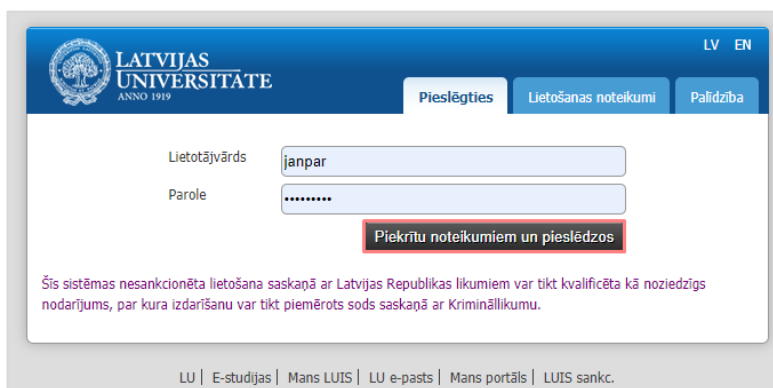 LV EN
LATVIJAS
UNIVERSITĀTE
ANNO 1919
Pieslēgties Lietošanas noteikumi Palīdzība
Lietotājvārds janpar
Parole •••••••••
Piekrītu noteikumiem un pieslēdzos
Šīs sistēmas nesankcionēta lietošana saskaņā ar Latvijas Republikas likumiem var tikt kvalificēta kā noziedzīgs
nodarījums, par kura izdarīšanu var tikt piemērots sods saskaņā ar Krimināllikumu.
LU | E-studijas | Mans LUIS | LU e-pasts | Mans portāls | LUIS sankc.